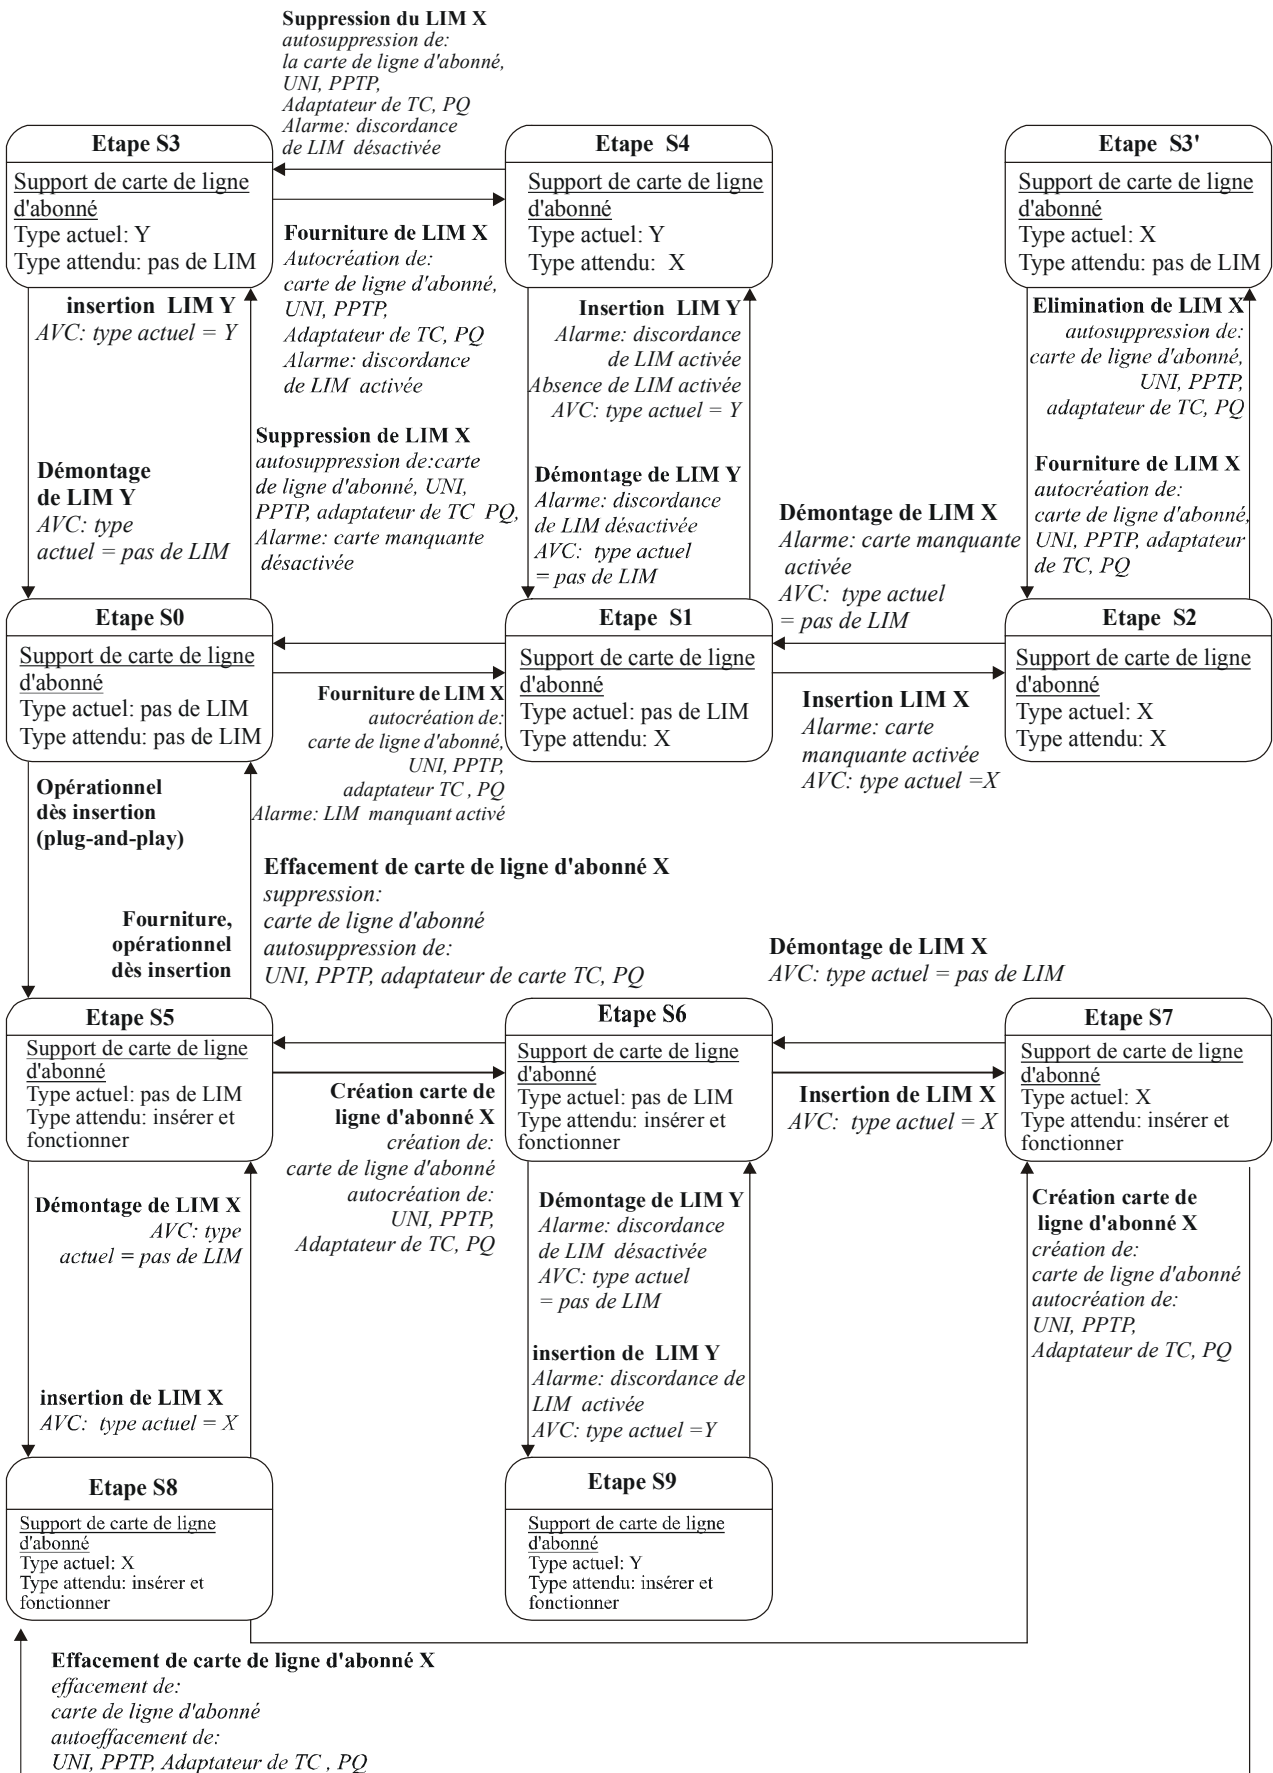 Suppression du LIM X
autosuppression de:
la carte de ligne d'abonné,
UNI, PPTP,
Adaptateur de TC, PQ
Alarme: discordance
de LIM désactivée
Etape S3
Support de carte de ligne
d'abonné
Type actuel: Y
Type attendu: pas de LIM
Etape S4
Support de carte de ligne
d'abonné
Type actuel: Y
Type attendu: X
Etape S3'
Support de carte de ligne
d'abonné
Type actuel: X
Type attendu: pas de LIM
Fourniture de LIM X
Autocréation de:
carte de ligne d'abonné,
UNI, PPTP,
Adaptateur de TC, PQ
Alarme: discordance
de LIM activée
insertion LIM Y
AVC: type actuel = Y
Insertion LIM Y
Alarme: discordance
de LIM activée
Absence de LIM activée
AVC: type actuel = Y
Elimination de LIM X
autosuppression de:
carte de ligne d'abonné,
UNI, PPTP,
adaptateur de TC, PQ
Démontage
de LIM Y
AVC: type
actuel = pas de LIM
Suppression de LIM X
autosuppression de:carte
de ligne d'abonné, UNI,
PPTP, adaptateur de TC PQ,
Alarme: carte manquante
désactivée
Démontage de LIM Y
Alarme: discordance
de LIM désactivée
AVC: type actuel
= pas de LIM
Démontage de LIM X
Alarme: carte manquante
activée
AVC: type actuel
= pas de LIM
Fourniture de LIM X
autocréation de:
carte de ligne d'abonné,
UNI, PPTP, adaptateur
de TC, PQ
Etape S0
Support de carte de ligne
d'abonné
Type actuel: pas de LIM
Type attendu: pas de LIM
Etape S1
Support de carte de ligne
d'abonné
Type actuel: pas de LIM
Type attendu: X
Etape S2
Support de carte de ligne
d'abonné
Type actuel: X
Type attendu: X
Fourniture de LIM X
autocréation de:
carte de ligne d'abonné,
UNI, PPTP,
adaptateur TC , PQ
Alarme: LIM manquant activé
Insertion LIM X
Alarme: carte
manquante activée
AVC: type actuel =X
Opérationnel
dès insertion
(plug-and-play)
Fourniture,
opérationnel
dès insertion
Effacement de carte de ligne d'abonné X
suppression:
carte de ligne d'abonné
autosuppression de:
UNI, PPTP, adaptateur de carte TC, PQ
Démontage de LIM X
AVC: type actuel = pas de LIM
Etape S5
Support de carte de ligne
d'abonné
Type actuel: pas de LIM
Type attendu: insérer et
fonctionner
Etape S6
Support de carte de ligne
d'abonné
Type actuel: pas de LIM
Type attendu: insérer et
fonctionner
Etape S7
Support de carte de ligne
d'abonné
Type actuel: X
Type attendu: insérer et
fonctionner
Création carte de
ligne d'abonné X
création de:
carte de ligne d'abonné
autocréation de:
UNI, PPTP,
Adaptateur de TC, PQ
Insertion de LIM X
AVC: type actuel = X
Démontage de LIM X
AVC: type
actuel = pas de LIM
Démontage de LIM Y
Alarme: discordance
de LIM désactivée
AVC: type actuel
= pas de LIM
Création carte de
ligne d'abonné X
création de:
carte de ligne d'abonné
autocréation de:
UNI, PPTP,
Adaptateur de TC, PQ
insertion de LIM X
AVC: type actuel = X
insertion de LIM Y
Alarme: discordance de
LIM activée
AVC: type actuel =Y
Etape S8
Support de carte de ligne
d'abonné
Type actuel: X
Type attendu: insérer et
fonctionner
Etape S9
Support de carte de ligne
d'abonné
Type actuel: Y
Type attendu: insérer et
fonctionner
Effacement de carte de ligne d'abonné X
effacement de:
carte de ligne d'abonné
autoeffacement de:
UNI, PPTP, Adaptateur de TC , PQ